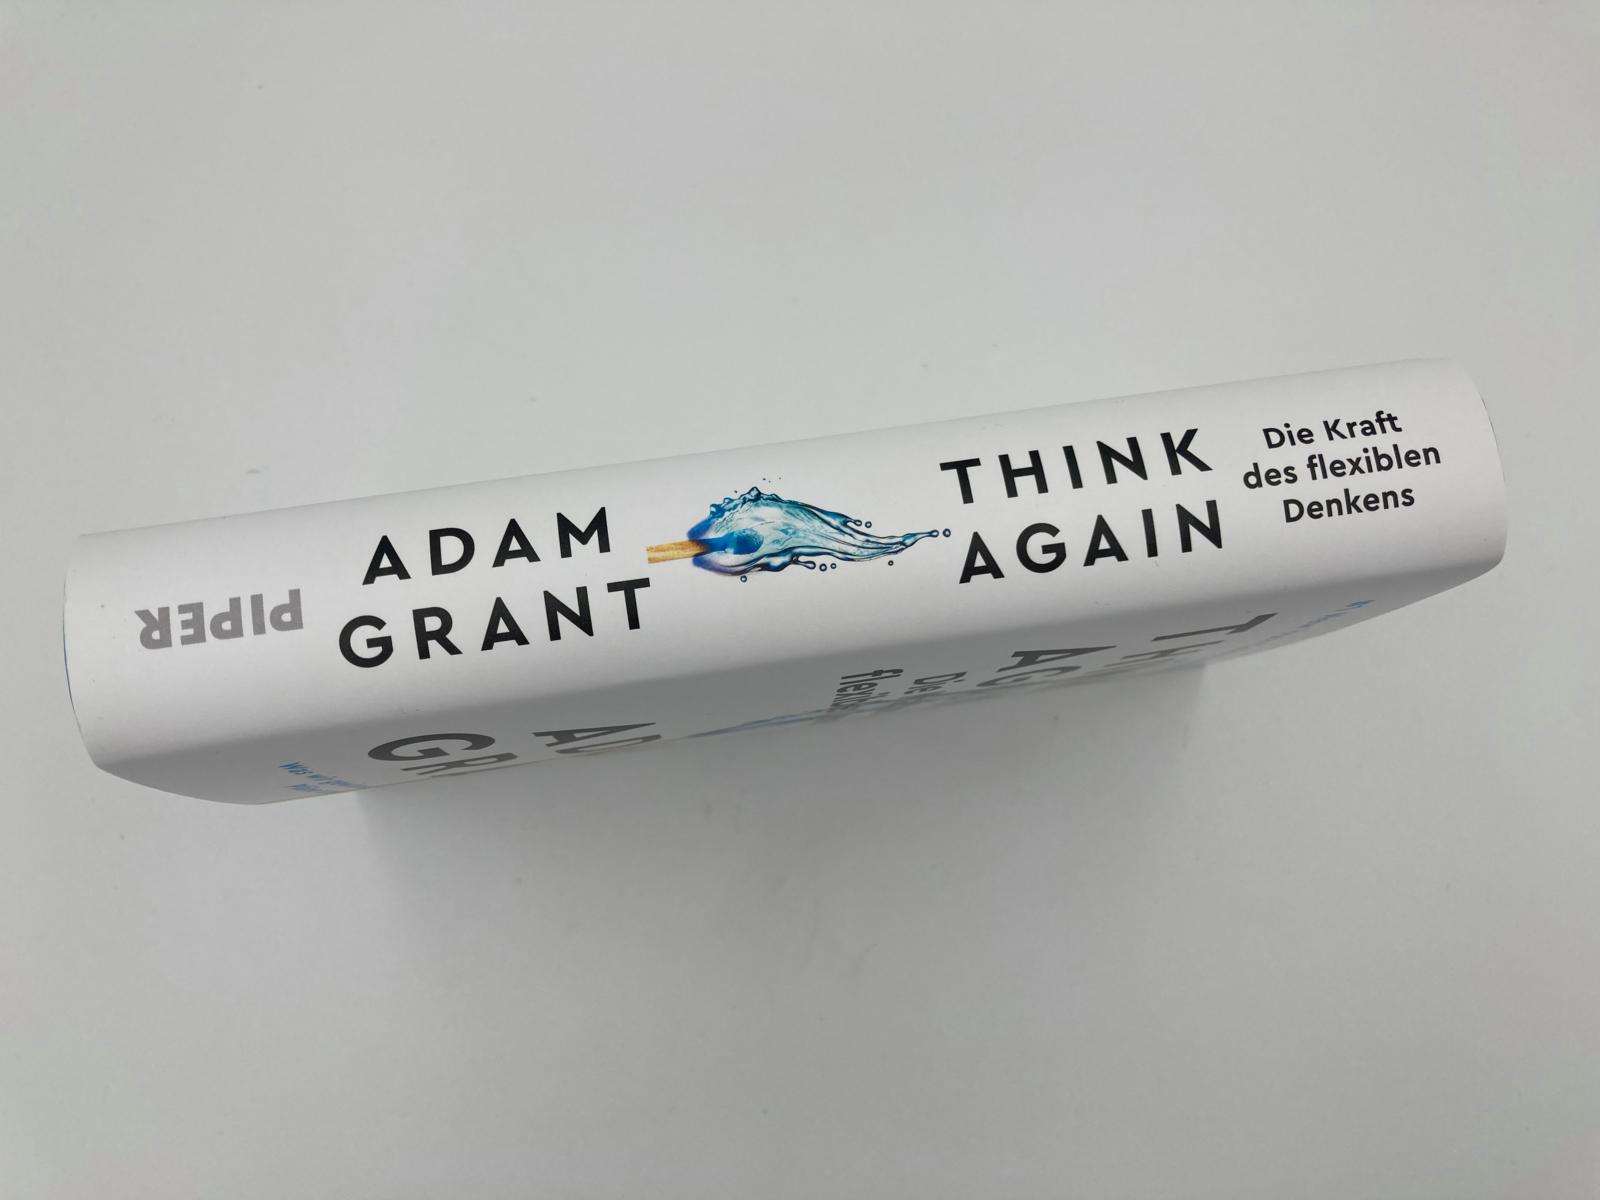 PIPER
ADAM
GRANT
THINK
AGAIN
Die Kraft
des flexiblen
Denkens